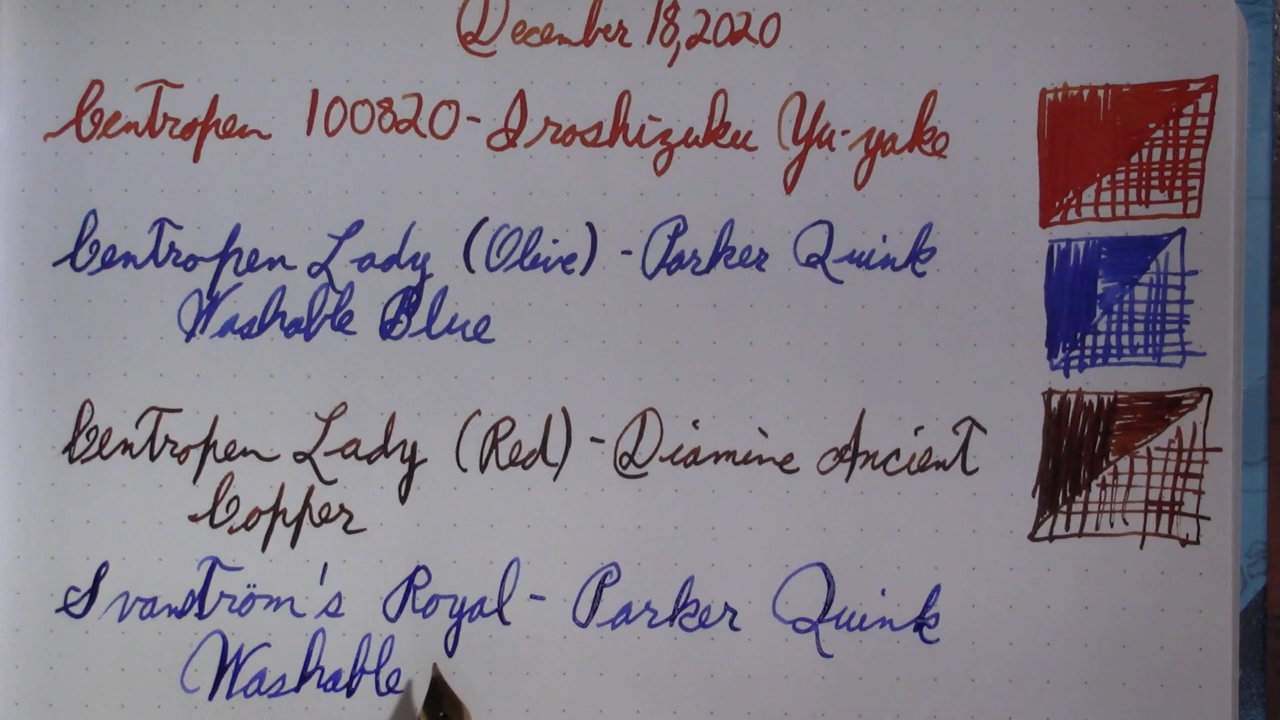 December 18, 2020
Centropen 100820 - Iroshizuku Yu-yake
Centropen Lady (Olive) - Parker Quink
Washable Blue
Centropen Lady (Red) - Diamine Ancient
Copper
Svanström's Royal - Parker Quink
Washable